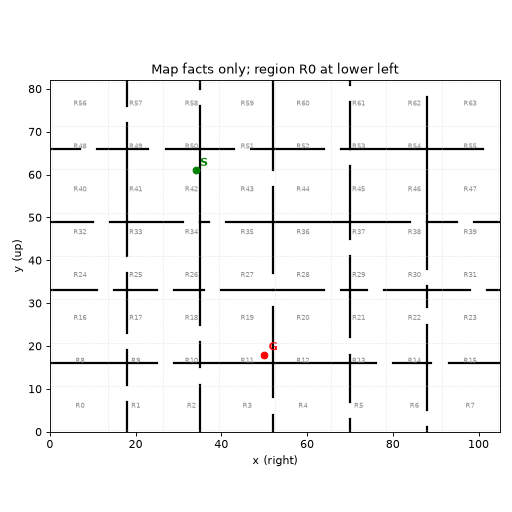 Map facts only; region R0 at lower left
80
R56 R57 R58 R59 R60 R61 R62 R63
70
R48 R49 R50 R51 R52 R53 R54 R55
S
60
R40 R41 R42 R43 R44 R45 R46 R47
50
R32 R33 R34 R35 R36 R37 R38 R39
40
R24 R25 R26 R27 R28 R29 R30 R31
30
R16 R17 R18 R19 R20 R21 R22 R23
20
G
R8 R9 R10 R11 R12 R13 R14 R15
10
R0 R1 R2 R3 R4 R5 R6 R7
0
y (up)
0 20 40 60 80 100
x (right)